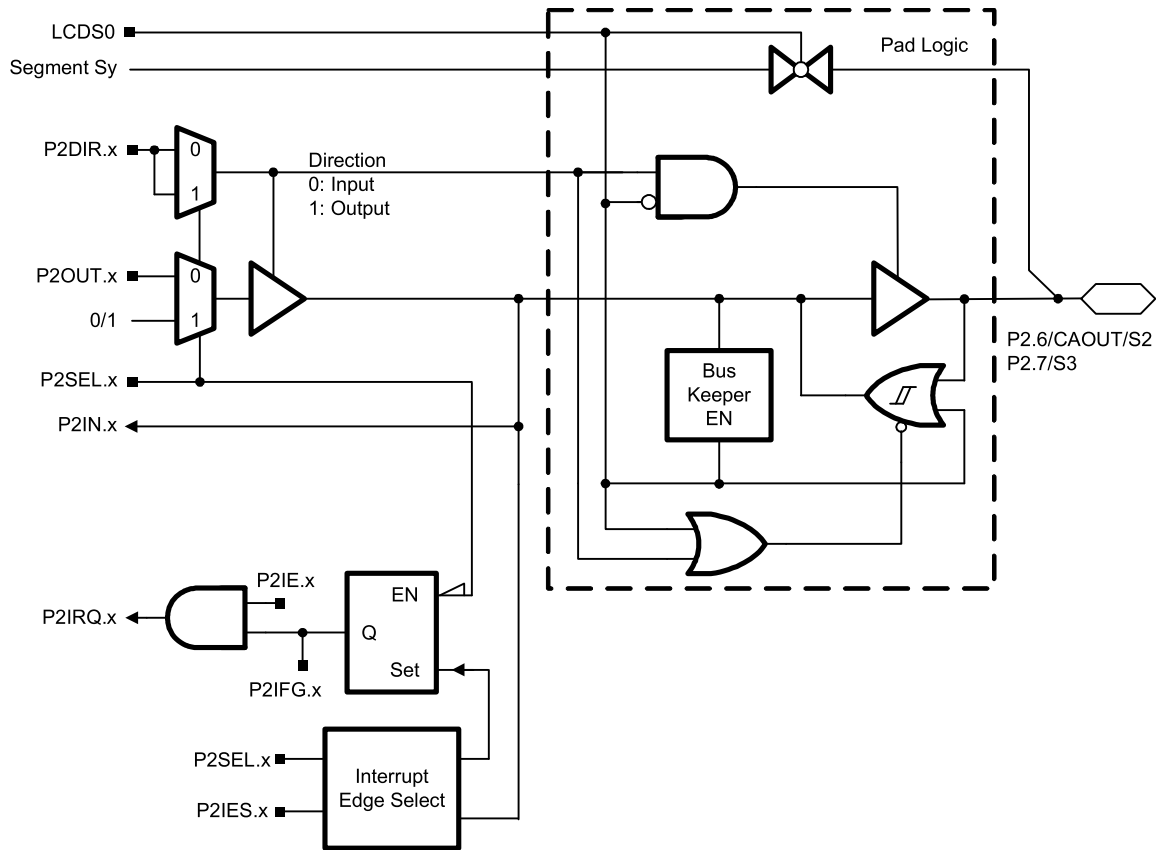 LCDS0
Pad Logic
Segment Sy
P2DIR.x
0
1
Direction
0: Input
1: Output
P2OUT.x
0
0/1
1
P2SEL.x
P2IN.x
Bus
Keeper
EN
P2.6/CAOUT/S2
P2.7/S3
P2IE.x
EN
P2IRQ.x
Q
P2IFG.x
Set
P2SEL.x
P2IES.x
Interrupt
Edge Select